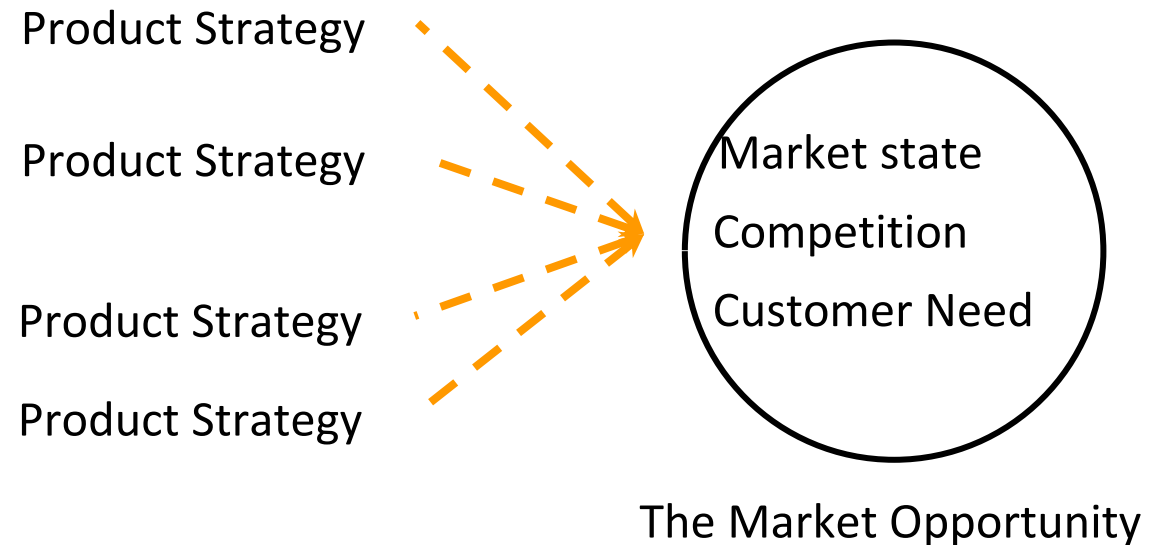 Product Strategy
Product Strategy
Product Strategy
Product Strategy
Market state
Competition
Customer Need
The Market Opportunity